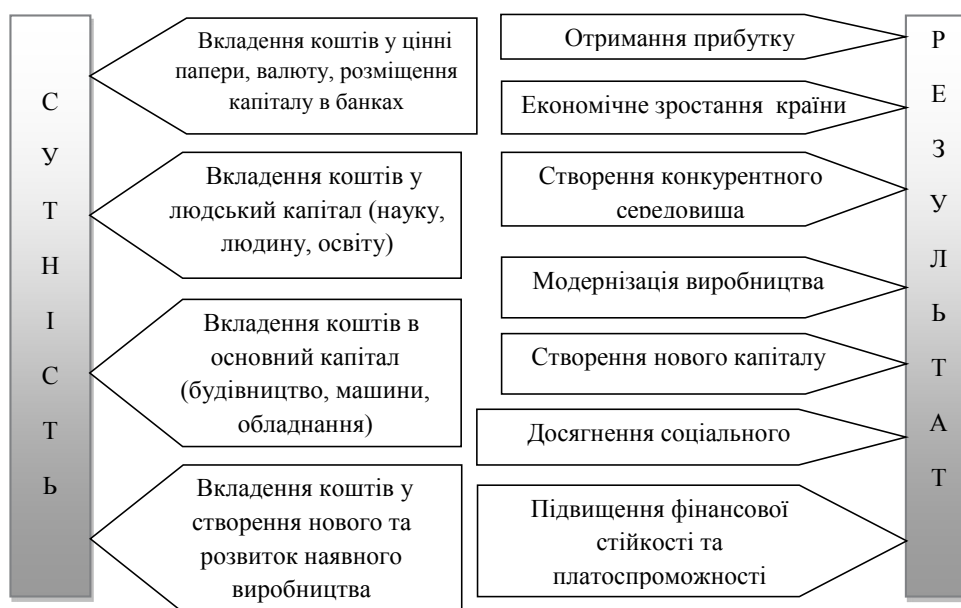 СУТНІСТЬ
Вкладення коштів у цінні
папери, валюту, розміщення
капіталу в банках
Вкладення коштів у
людський капітал (науку,
людину, освіту)
Вкладення коштів в
основний капітал
(будівництво, машини,
обладнання)
Вкладення коштів у
створення нового та
розвиток наявного
виробництва
Отримання прибутку
Економічне зростання країни
Створення конкурентного
середовища
Модернізація виробництва
Створення нового капіталу
Досягнення соціального
Підвищення фінансової
стійкості та
платоспроможності
РЕЗУЛЬТАТ